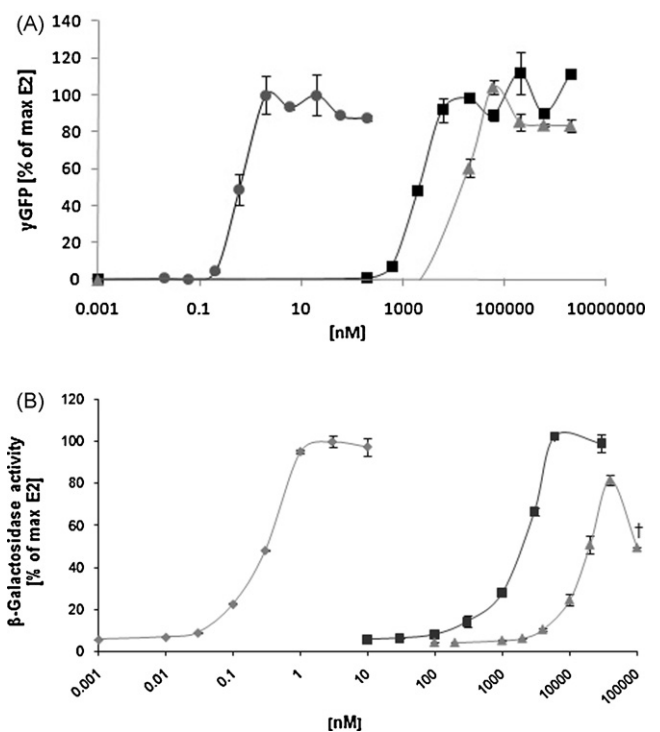 (A)
140
120
100
80
60
40
20
0
yGFP [% of max E2]
0.001 0.1 10 1000 100000 10000000
[nM]
(B)
120
100
80
60
40
20
0
β-Galactosidase activity
[% of max E2]
†
0.001 0.01 0.1 1 10 100 1000 10000 100000
[nM]